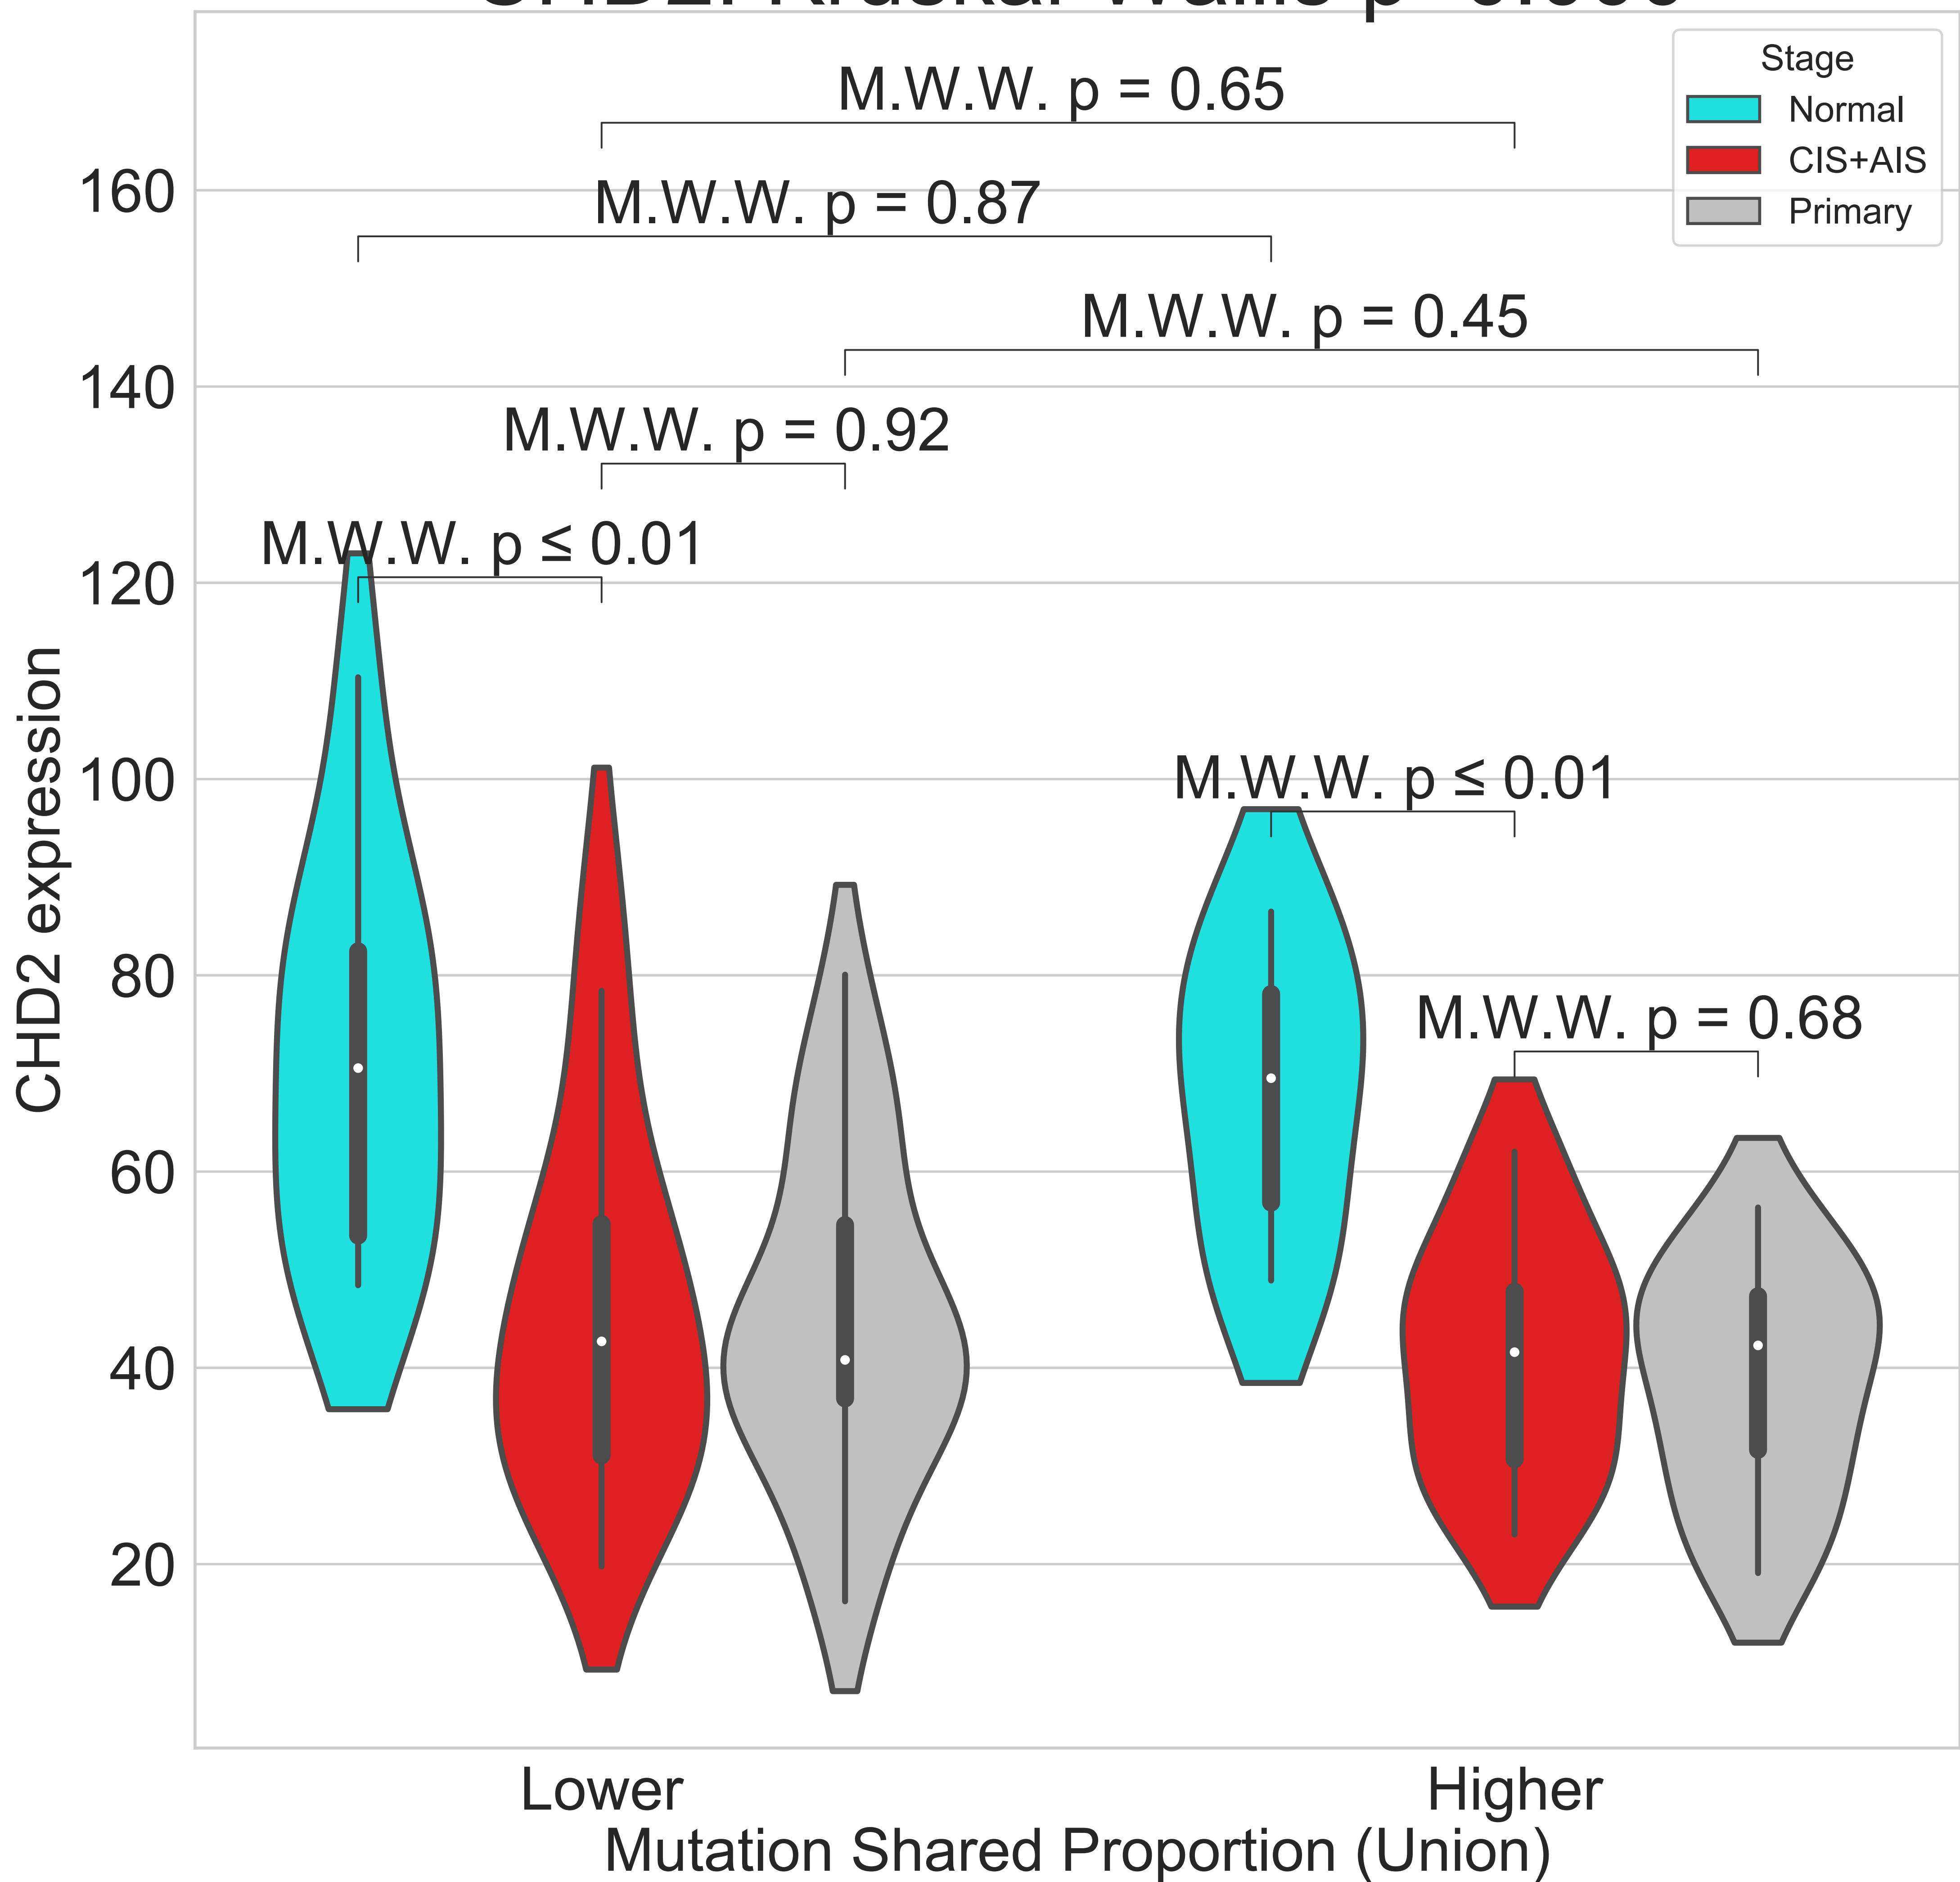 Stage
Normal
CIS+AIS
Primary
M.W.W. p = 0.65
M.W.W. p = 0.87
M.W.W. p = 0.45
M.W.W. p = 0.92
M.W.W. p ≤ 0.01
M.W.W. p ≤ 0.01
M.W.W. p = 0.68
160
140
120
100
80
60
40
20
CHD2 expression
Lower
Higher
Mutation Shared Proportion (Union)